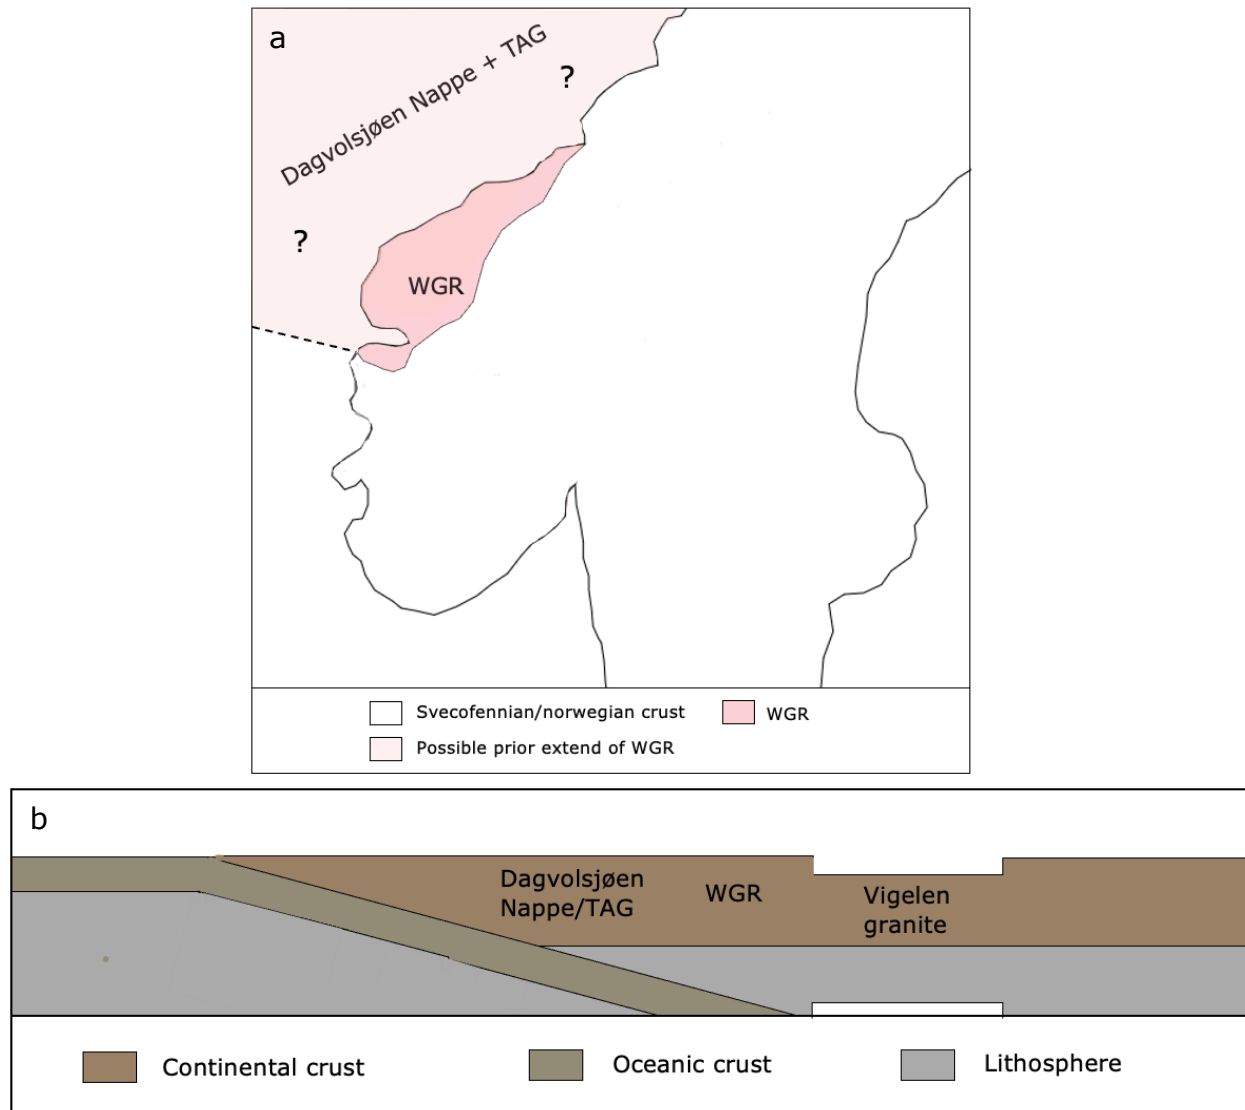 a
Dagvolsjøen Nappe + TAG
?
?
WGR
Svecofennian/norwegian crust
WGR
Possible prior extend of WGR
b
Dagvolsjøen
Nappe/TAG
WGR
Vigelen
granite
Continental crust
Oceanic crust
Lithosphere